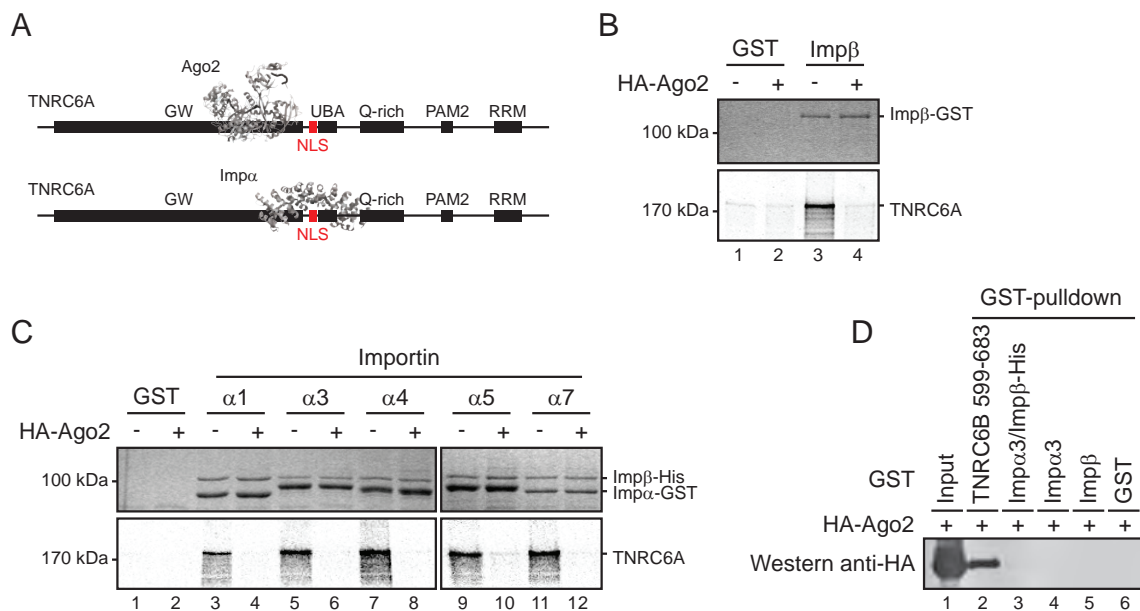 A
Ago2
TNRC6A
GW
UBA
Q-rich
PAM2
RRM
NLS
Impα
TNRC6A
GW
Q-rich
PAM2
RRM
NLS
B
GST Impβ
HA-Ago2 - + - +
100 kDa
Impβ-GST
170 kDa
TNRC6A
1 2 3 4
C
Importin
GST α1 α3 α4 α5 α7
HA-Ago2 - + - + - + - + - + - +
100 kDa
Impβ-His
Impα-GST
170 kDa
TNRC6A
1 2 3 4 5 6 7 8 9 10 11 12
D
GST-pulldown
GST
Input
TNRC6B 599-683
Impα3/Impβ-His
Impα3
Impβ
GST
HA-Ago2 + + + + + +
Western anti-HA
1 2 3 4 5 6